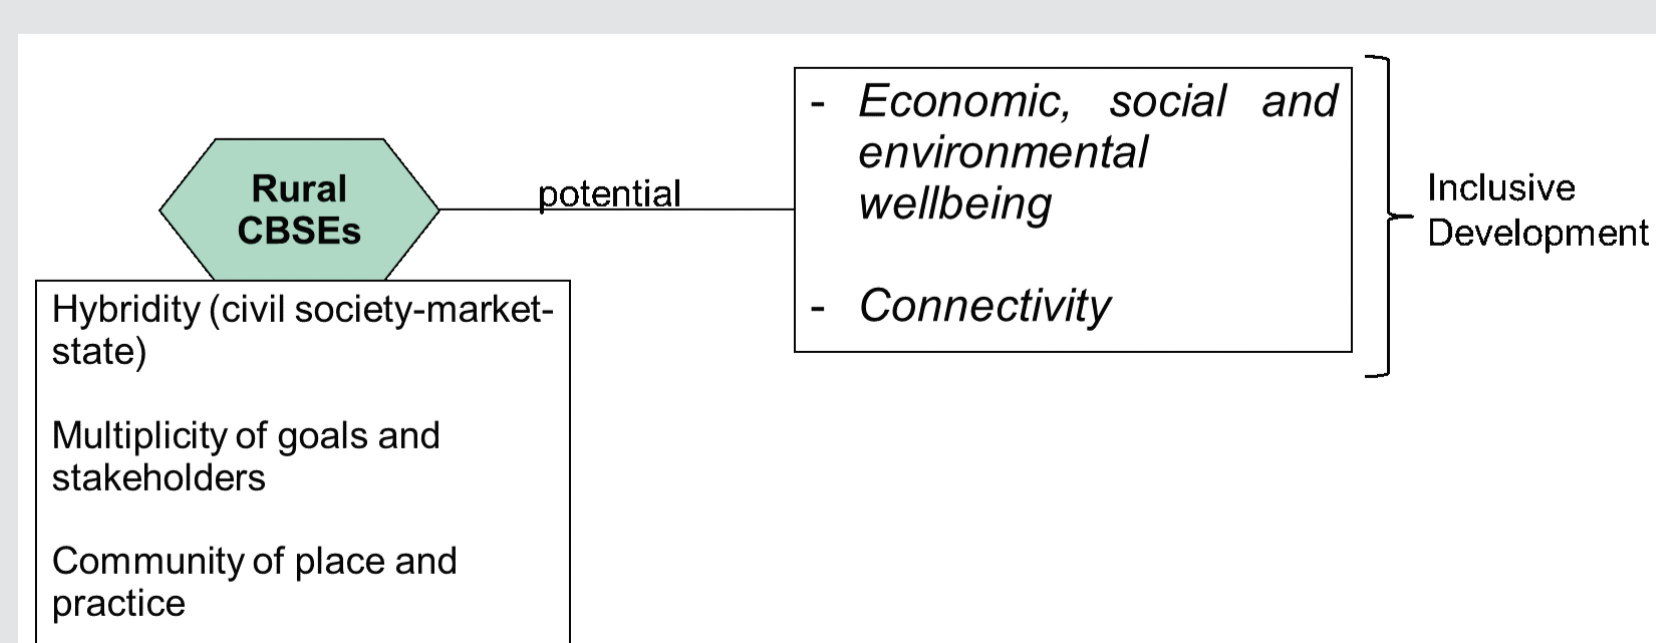 Rural
CBSEs
Hybridity (civil society-market-
state)
Multiplicity of goals and
stakeholders
Community of place and
practice
potential
- Economic, social and
environmental
wellbeing
- Connectivity
Inclusive
Development